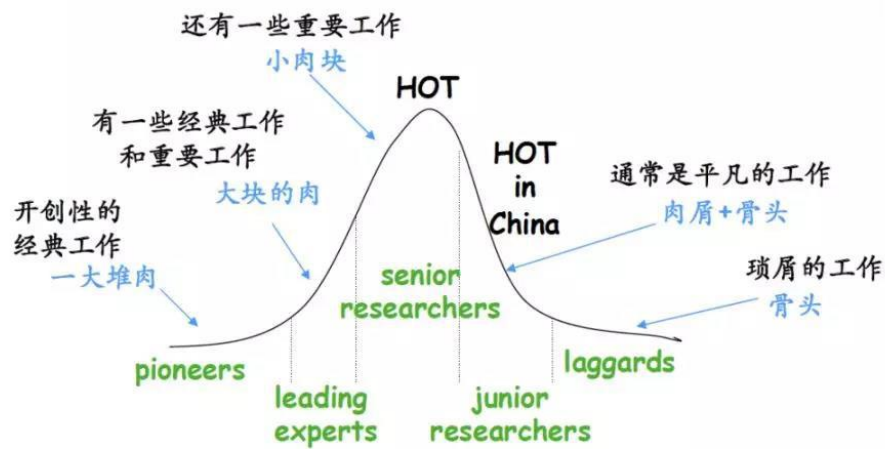 还有一些重要工作
小肉块
HOT
有一些经典工作
和重要工作
大块的肉
HOT
in
China
通常是平凡的工作
肉屑+骨头
开创性的
经典工作
一大堆肉
琐屑的工作
骨头
senior
researchers
pioneers
laggards
leading
experts
junior
researchers